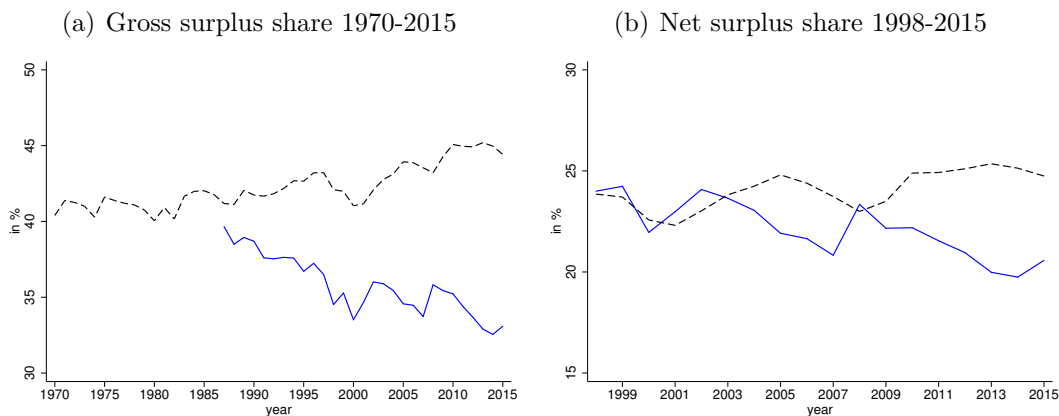 (a) Gross surplus share 1970-2015
50
45
40
35
30
in %
1970 1975 1980 1985 1990 1995 2000 2005 2010 2015
year
(b) Net surplus share 1998-2015
30
25
20
15
in %
1999 2001 2003 2005 2007 2009 2011 2013 2015
year